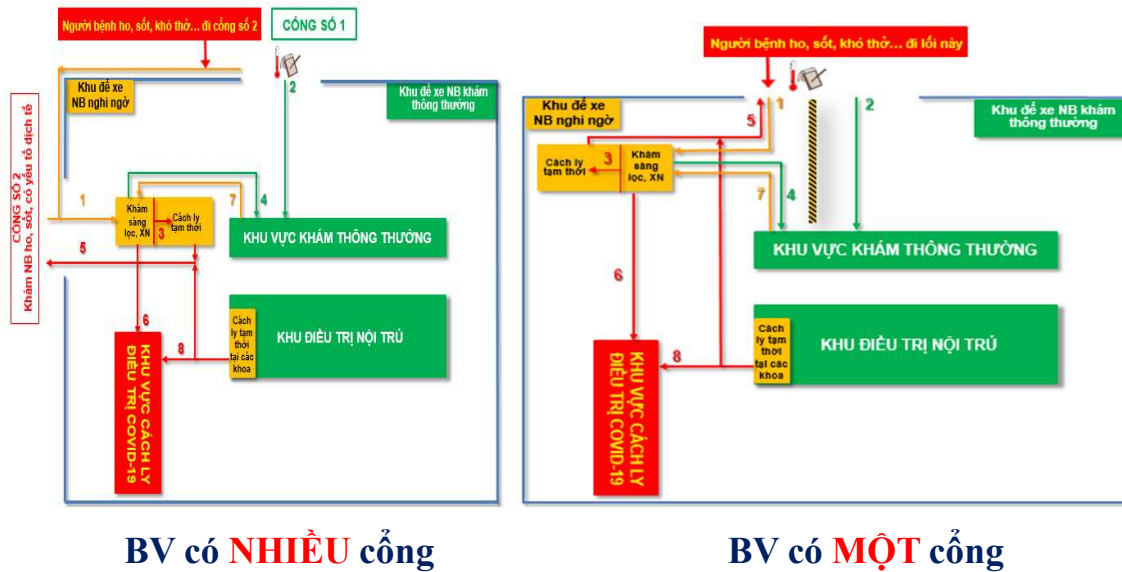 Người bệnh ho, sốt, khó thở... đi cổng số 2
CỔNG SỐ 1
2
Khu để xe
NB nghi ngờ
Khu để xe NB khám
thông thường
CỔNG SỐ 2
Khám NB ho, sốt, có yếu tố dịch tễ
1
7
4
Khám
sàng
lọc, XN
3
Cách ly
tạm thời
KHU VỰC KHÁM THÔNG THƯỜNG
5
6
8
Cách
ly tạm
thời
tại các
khoa
KHU ĐIỀU TRỊ NỘI TRÚ
KHU VỰC CÁCH LY
ĐIỀU TRỊ COVID-19
BV có NHIỀU cổng
Người bệnh ho, sốt, khó thở... đi lối này
Khu để xe
NB nghi ngờ
5
1
2
Khu để xe NB khám
thông thường
Cách ly
tạm thời
3
Khám
sàng
lọc, XN
4
7
KHU VỰC KHÁM THÔNG THƯỜNG
6
8
Cách
ly tạm
thời
tại các
khoa
KHU ĐIỀU TRỊ NỘI TRÚ
KHU VỰC CÁCH LY
ĐIỀU TRỊ COVID-19
BV có MỘT cổng